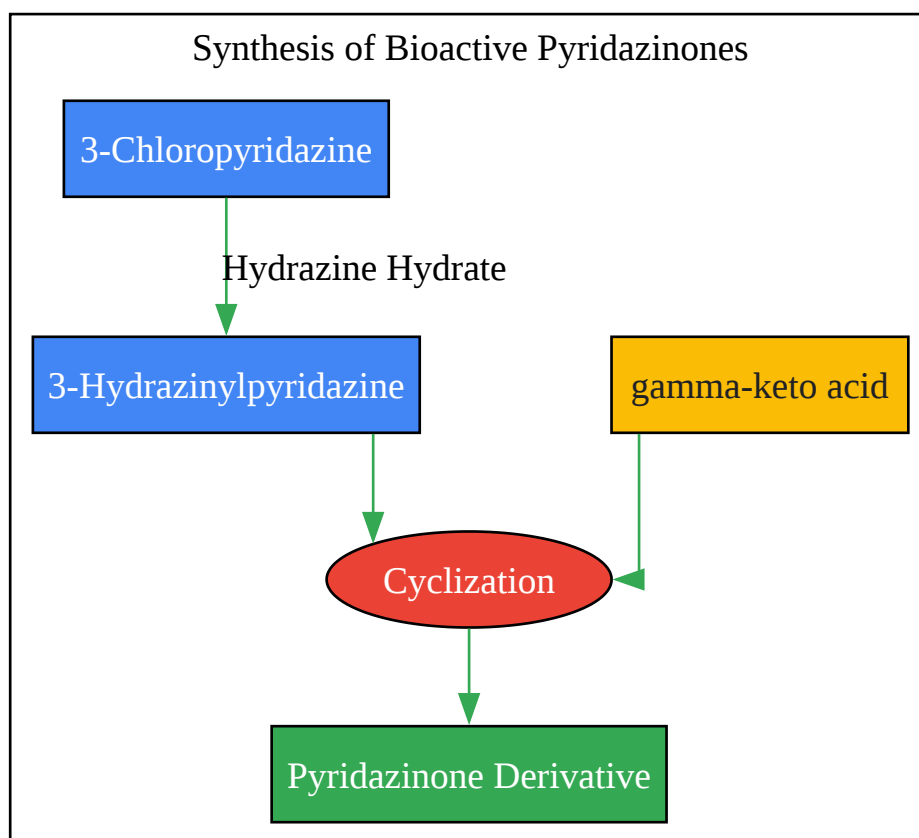 Synthesis of Bioactive Pyridazinones
3-Chloropyridazine
Hydrazine Hydrate
3-Hydrazinylpyridazine
gamma-keto acid
Cyclization
Pyridazinone Derivative